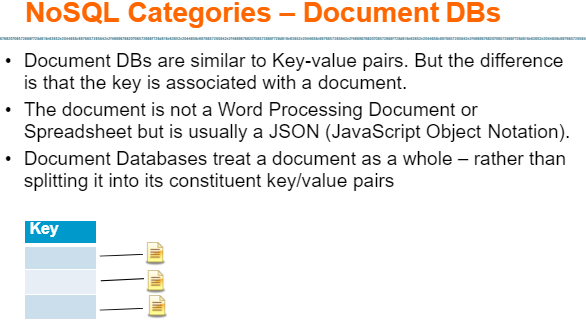 NoSQL Categories – Document DBs
• Document DBs are similar to Key-value pairs. But the difference
is that the key is associated with a document.
• The document is not a Word Processing Document or
Spreadsheet but is usually a JSON (JavaScript Object Notation).
• Document Databases treat a document as a whole – rather than
splitting it into its constituent key/value pairs
Key